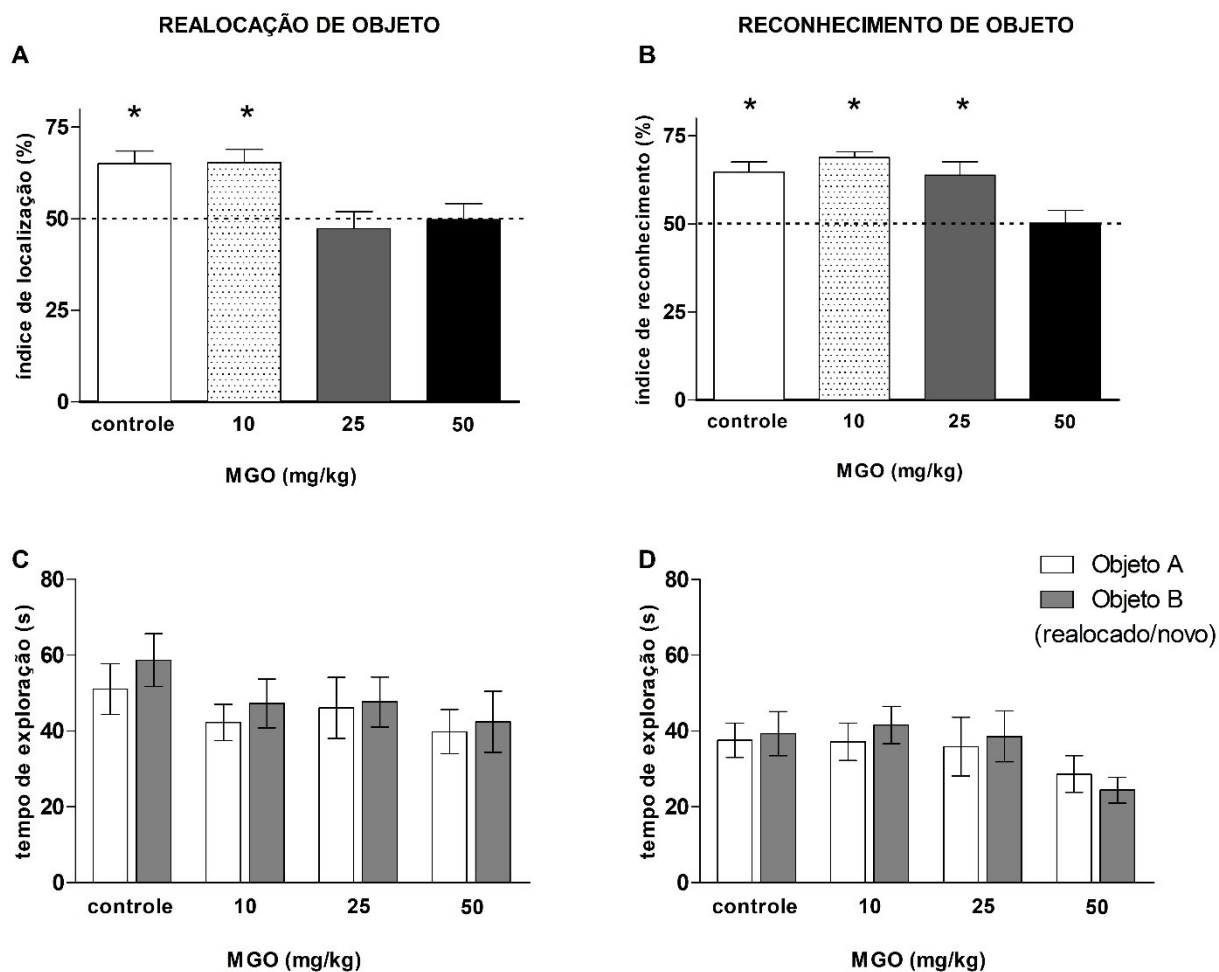 REALOCAÇÃO DE OBJETO
RECONHECIMENTO DE OBJETO
A
índice de localização (%)
75
50
25
0
*
*
controle
10
25
50
MGO (mg/kg)
B
índice de reconhecimento (%)
75
50
25
0
*
*
*
controle
10
25
50
MGO (mg/kg)
C
tempo de exploração (s)
80
60
40
20
0
controle
10
25
50
MGO (mg/kg)
D
tempo de exploração (s)
80
60
40
20
0
Objeto A
Objeto B
(realocado/novo)
controle
10
25
50
MGO (mg/kg)